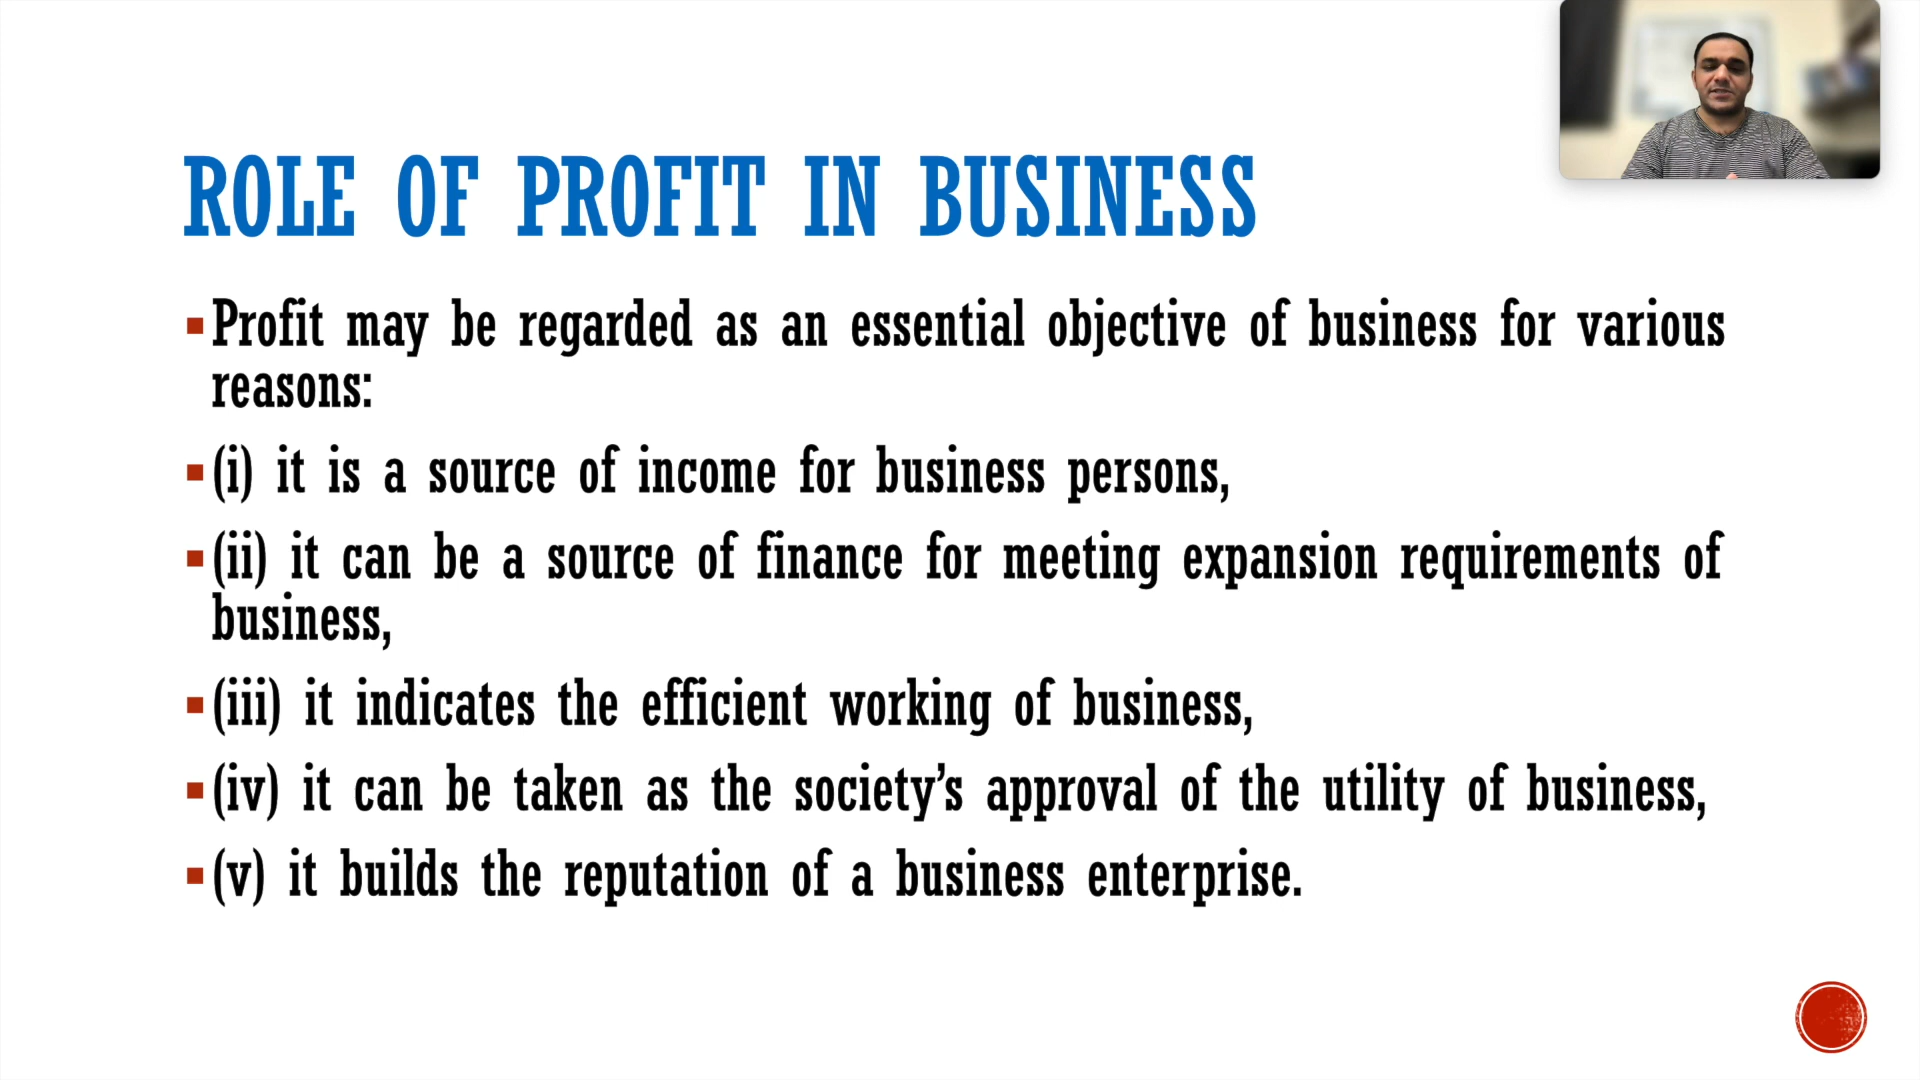 ROLE OF PROFIT IN BUSINESS
Profit may be regarded as an essential objective of business for various
reasons:
(i) it is a source of income for business persons,
(ii) it can be a source of finance for meeting expansion requirements of
business,
(iii) it indicates the efficient working of business,
(iv) it can be taken as the society’s approval of the utility of business,
(v) it builds the reputation of a business enterprise.